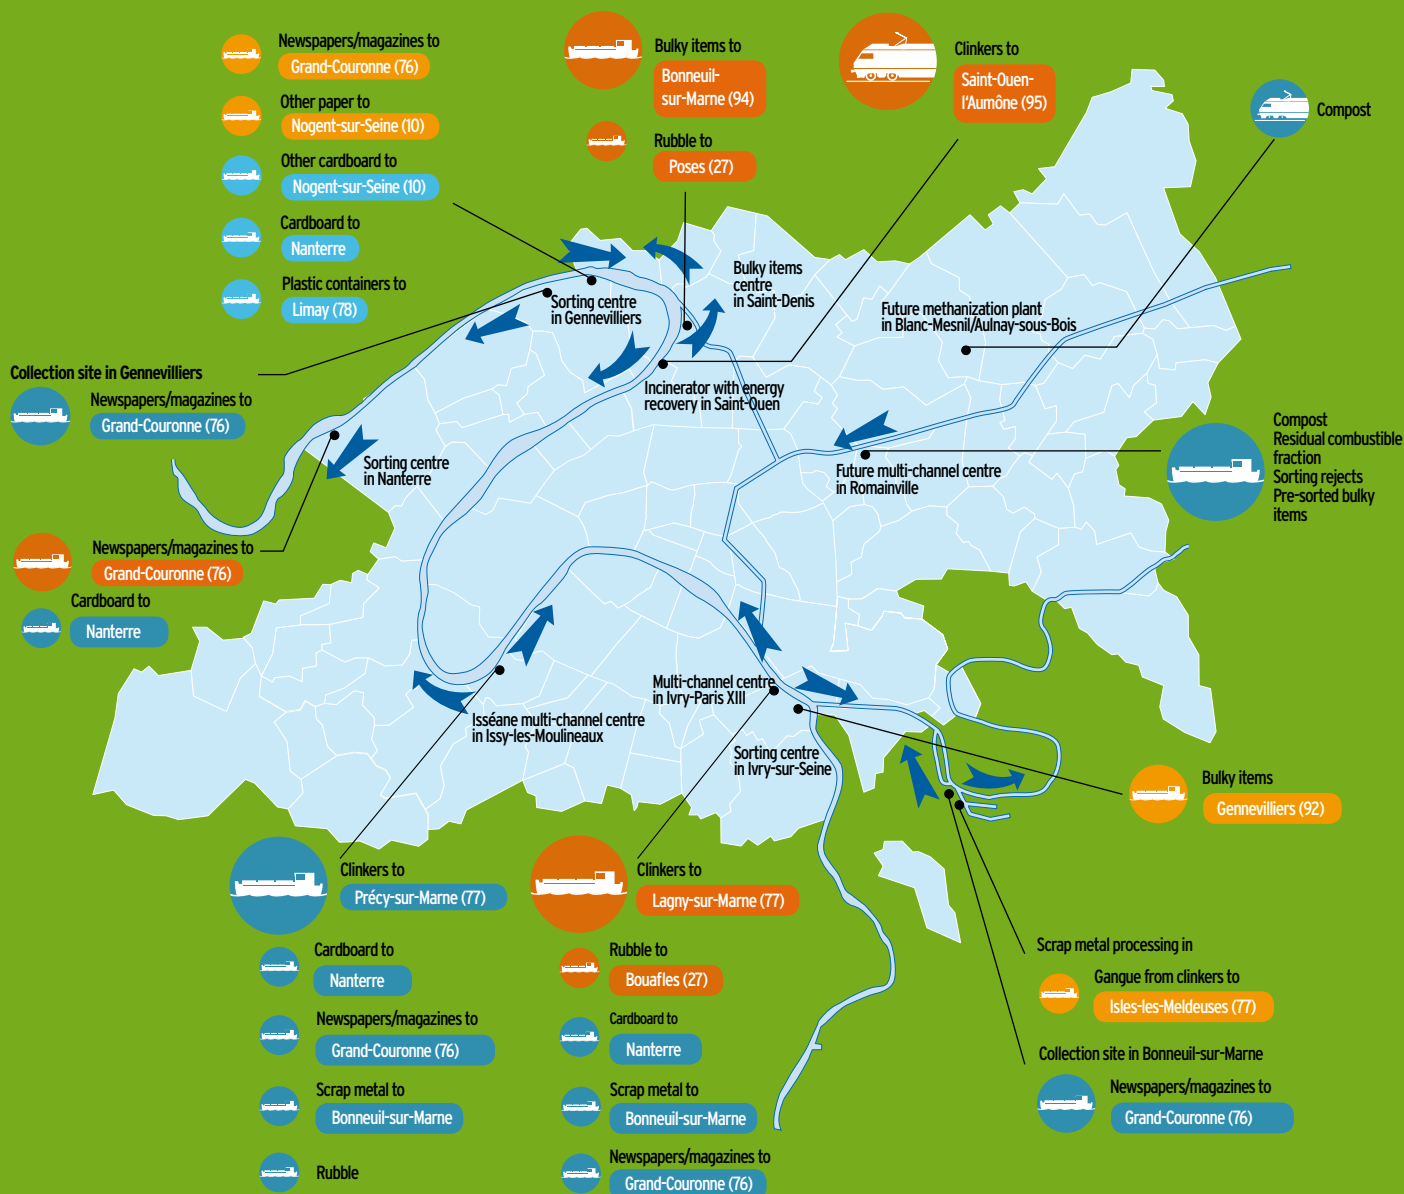 Newspapers/magazines to
Grand-Couronne (76)
Other paper to
Nogent-sur-Seine (10)
Other cardboard to
Nogent-sur-Seine (10)
Cardboard to
Nanterre
Plastic containers to
Limay (78)
Bulky items to
Bonneuil-
sur-Marne (94)
Rubble to
Poses (27)
Clinkers to
Saint-Ouen-
l'Aumône (95)
Compost
Bulky items
centre
in Saint-Denis
Sorting centre
in Gennevilliers
Future methanization plant
in Blanc-Mesnil/Aulnay-sous-Bois
Collection site in Gennevilliers
Newspapers/magazines to
Grand-Couronne (76)
Incinerator with energy
recovery in Saint-Ouen
Sorting centre
in Nanterre
Future multi-channel centre
in Romainville
Compost
Residual combustible
fraction
Sorting rejects
Pre-sorted bulky
items
Newspapers/magazines to
Grand-Couronne (76)
Cardboard to
Nanterre
Multi-channel centre
in Ivry-Paris XIII
Isséane multi-channel centre
in Issy-les-Moulineaux
Sorting centre
in Ivry-sur-Seine
Bulky items
Gennevilliers (92)
Clinkers to
Précy-sur-Marne (77)
Cardboard to
Nanterre
Newspapers/magazines to
Grand-Couronne (76)
Scrap metal to
Bonneuil-sur-Marne
Rubble
Clinkers to
Lagny-sur-Marne (77)
Rubble to
Bouafles (27)
Cardboard to
Nanterre
Scrap metal to
Bonneuil-sur-Marne
Newspapers/magazines to
Grand-Couronne (76)
Scrap metal processing in
Gangue from clinkers to
Isles-les-Meldeuses (77)
Collection site in Bonneuil-sur-Marne
Newspapers/magazines to
Grand-Couronne (76)